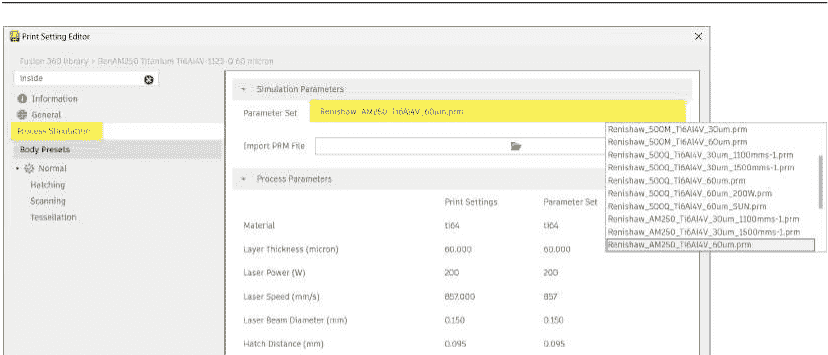 Print Setting Editor
Fusion 360 library > RenAM250 Titanium Ti6Al4V-1123-Q 60 micron
inside
Information
General
Process Simulation
Body Presets
Normal
Hatching
Scanning
Tessellation
Simulation Parameters
Parameter Set
Renishaw_AM250_Ti6Al4V_60um.prm
Import PRM File
Process Parameters
Print Settings Parameter Set
Material ti64 ti64
Layer Thickness (micron) 60.000 60.000
Laser Power (W) 200 200
Laser Speed (mm/s) 857.000 857
Laser Beam Diameter (mm) 0.150 0.150
Hatch Distance (mm) 0.095 0.095
Renishaw_500M_Ti6Al4V_30um.prm
Renishaw_500M_Ti6Al4V_60um.prm
Renishaw_500Q_Ti6Al4V_30um_1100mms-1.prm
Renishaw_500Q_Ti6Al4V_30um_1500mms-1.prm
Renishaw_500Q_Ti6Al4V_60um.prm
Renishaw_500Q_Ti6Al4V_60um_200W.prm
Renishaw_500Q_Ti6Al4V_60um_SUN.prm
Renishaw_AM250_Ti6Al4V_30um_1100mms-1.prm
Renishaw_AM250_Ti6Al4V_30um_1500mms-1.prm
Renishaw_AM250_Ti6Al4V_60um.prm